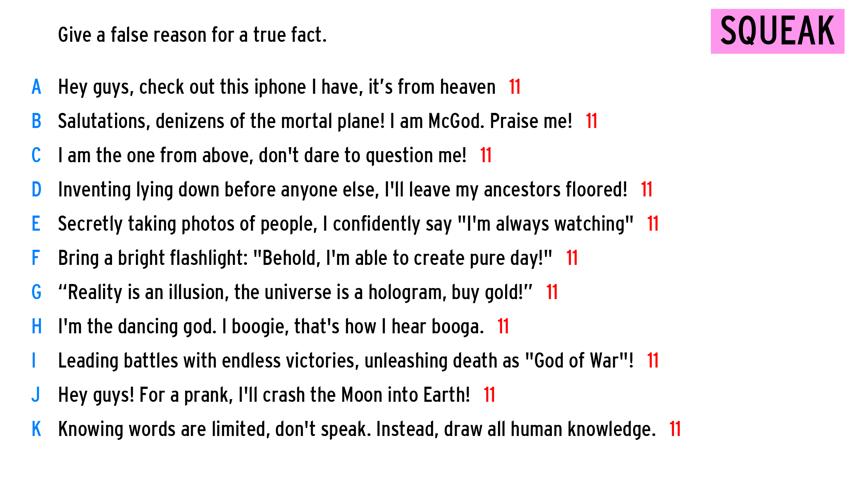 Give a false reason for a true fact.
SQUEAK
A Hey guys, check out this iphone I have, it’s from heaven 11
B Salutations, denizens of the mortal plane! I am McGod. Praise me! 11
C I am the one from above, don't dare to question me! 11
D Inventing lying down before anyone else, I'll leave my ancestors floored! 11
E Secretly taking photos of people, I confidently say "I'm always watching" 11
F Bring a bright flashlight: "Behold, I'm able to create pure day!" 11
G “Reality is an illusion, the universe is a hologram, buy gold!” 11
H I'm the dancing god. I boogie, that's how I hear booga. 11
I Leading battles with endless victories, unleashing death as "God of War"! 11
J Hey guys! For a prank, I'll crash the Moon into Earth! 11
K Knowing words are limited, don't speak. Instead, draw all human knowledge. 11